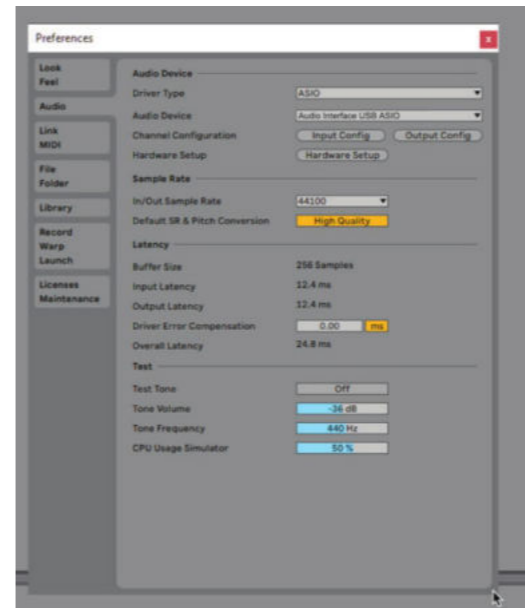 Preferences
x
Look
Feel
Audio
Link
MIDI
File
Folder
Library
Record
Warp
Launch
Licenses
Maintenance
Audio Device
Driver Type ASIO
Audio Device Audio Interface USB ASIO
Channel Configuration Input Config Output Config
Hardware Setup Hardware Setup
Sample Rate
In/Out Sample Rate 44100
Default SR & Pitch Conversion High Quality
Latency
Buffer Size 256 Samples
Input Latency 12.4 ms
Output Latency 12.4 ms
Driver Error Compensation 0.00 ms
Overall Latency 24.8 ms
Test
Test Tone Off
Tone Volume -36 dB
Tone Frequency 440 Hz
CPU Usage Simulator 50 %